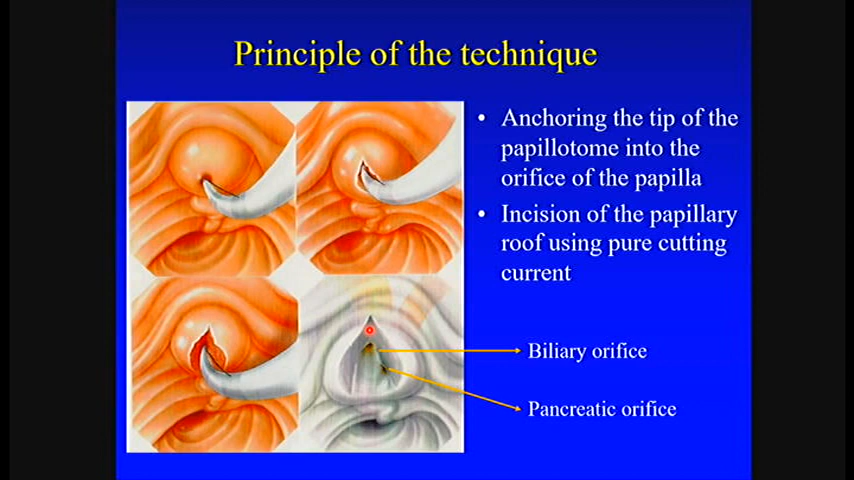 Principle of the technique
• Anchoring the tip of the
papillotome into the
orifice of the papilla
• Incision of the papillary
roof using pure cutting
current
Biliary orifice
Pancreatic orifice